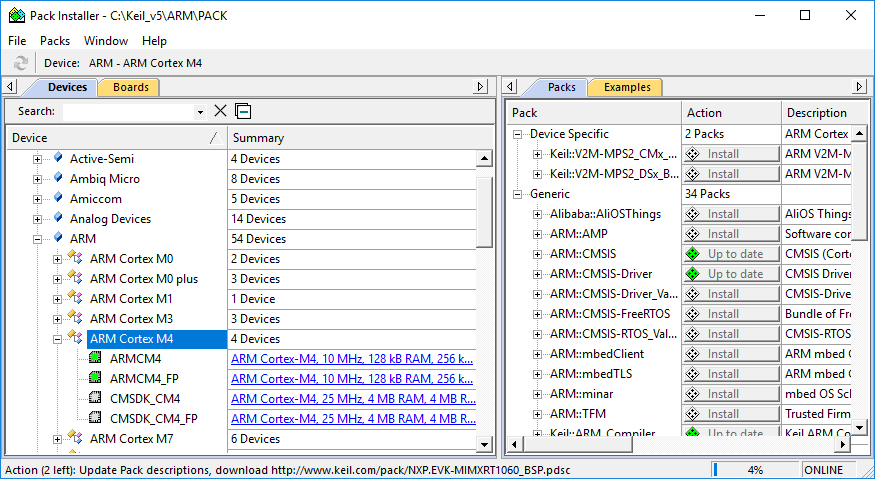 Pack Installer - C:\Keil_v5\ARM\PACK
File Packs Window Help
Device: ARM - ARM Cortex M4
Devices Boards
Search:
Device Summary
Active-Semi 4 Devices
Ambiq Micro 8 Devices
Amiccom 5 Devices
Analog Devices 14 Devices
ARM 54 Devices
ARM Cortex M0 2 Devices
ARM Cortex M0 plus 3 Devices
ARM Cortex M1 1 Device
ARM Cortex M3 3 Devices
ARM Cortex M4 4 Devices
ARMCM4 ARM Cortex-M4, 10 MHz, 128 kB RAM, 256 k...
ARMCM4_FP ARM Cortex-M4, 10 MHz, 128 kB RAM, 256 k...
CMSDK_CM4 ARM Cortex-M4, 25 MHz, 4 MB RAM, 4 MB R...
CMSDK_CM4_FP ARM Cortex-M4, 25 MHz, 4 MB RAM, 4 MB R...
ARM Cortex M7 6 Devices
Packs Examples
Pack Action Description
Device Specific 2 Packs ARM Cortex
Keil::V2M-MPS2_CMx_... Install ARM V2M-M
Keil::V2M-MPS2_DSx_B... Install ARM V2M-M
Generic 34 Packs
Alibaba::AliOSThings Install AliOS Things
ARM::AMP Install Software cor
ARM::CMSIS Up to date CMSIS (Corte
ARM::CMSIS-Driver Up to date CMSIS Driver
ARM::CMSIS-Driver_Va... Install CMSIS-Driver
ARM::CMSIS-FreeRTOS Install Bundle of Fre
ARM::CMSIS-RTOS_Val... Install CMSIS-RTOS
ARM::mbedClient Install ARM mbed C
ARM::mbedTLS Install ARM mbed C
ARM::minar Install mbed OS Sch
ARM::TFM Install Trusted Firm
Keil::ARM_Compiler Up to date Keil ARM Com
Action (2 left): Update Pack descriptions, download http://www.keil.com/pack/NXP.EVK-MIMXRT1060_BSP.pdsc 4% ONLINE